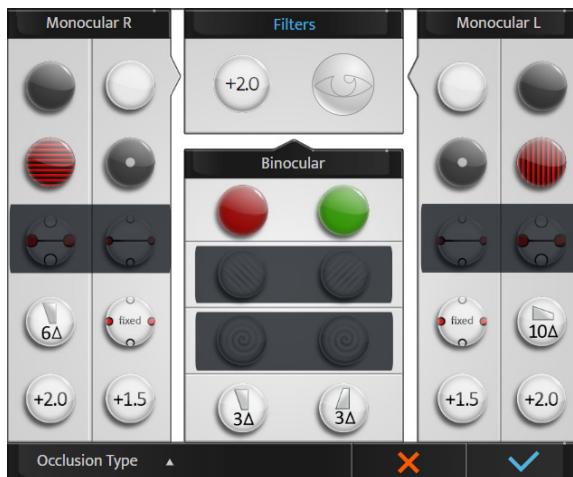 Monocular R
Filters
Monocular L
+2.0
Binocular
6Δ
fixed
fixed
10Δ
+2.0
+1.5
3Δ
3Δ
+1.5
+2.0
Occlusion Type